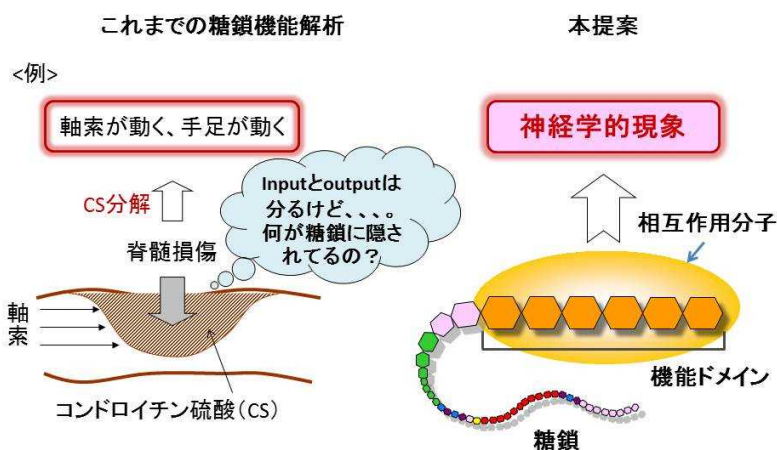 これまでの糖鎖機能解析
<例>
軸索が動く、手足が動く
CS分解
Inputとoutputは
分るけど、、、。
何が糖鎖に隠さ
れてるの？
脊髄損傷
軸索
コンドロイチン硫酸（CS）
本提案
神経学的現象
相互作用分子
機能ドメイン
糖鎖